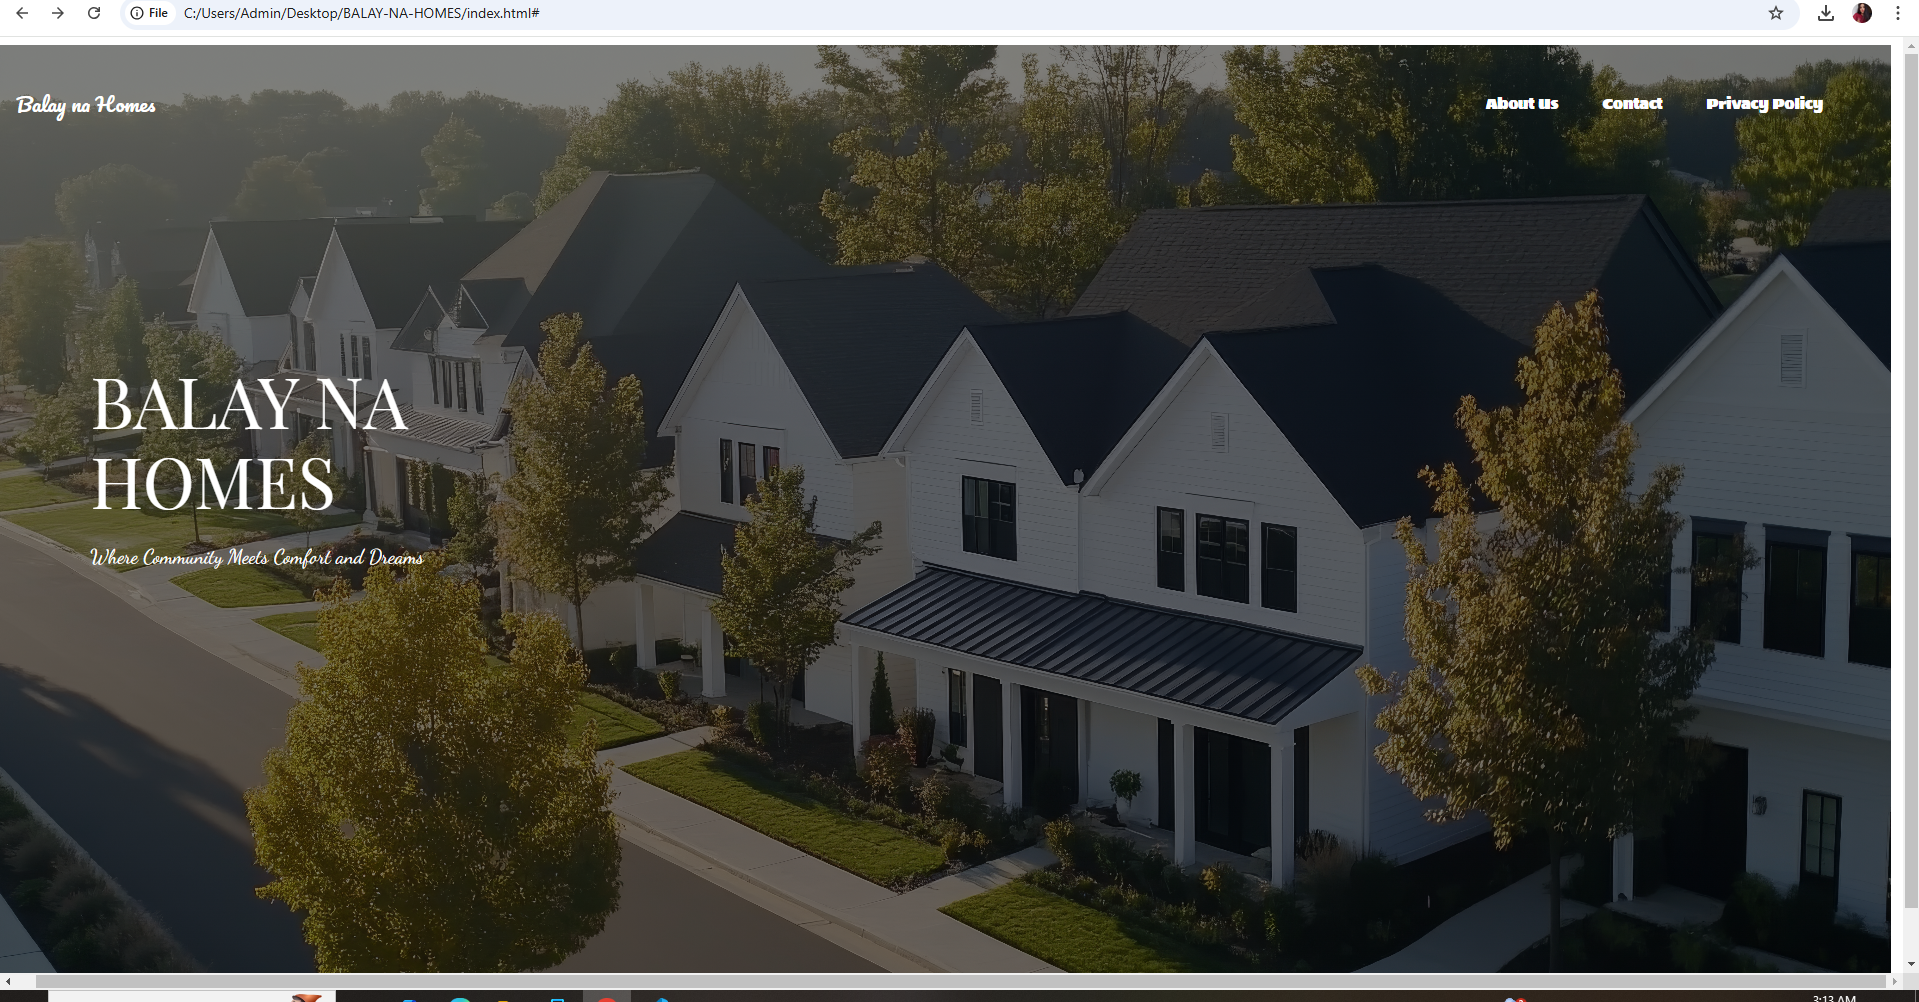 File
C:/Users/Admin/Desktop/BALAY-NA-HOMES/index.html#
Balay na Homes
About Us
Contact
Privacy Policy
BALAY NA
HOMES
Where Community Meets Comfort and Dreams
3:13 AM